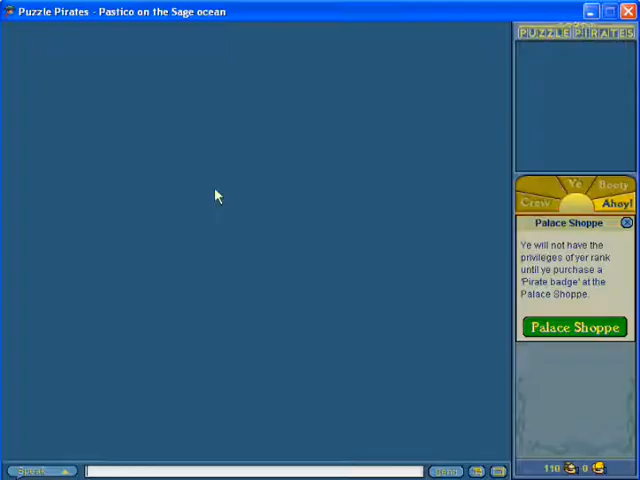 Puzzle Pirates - Pastico on the Sage ocean
PUZZLE PIRATES
Ye
Booty
Crew
Ahoy!
Palace Shoppe
Ye will not have the
privileges of yer rank
until ye purchase a
'Pirate badge' at the
Palace Shoppe.
Palace Shoppe
Speak
Send
110
0